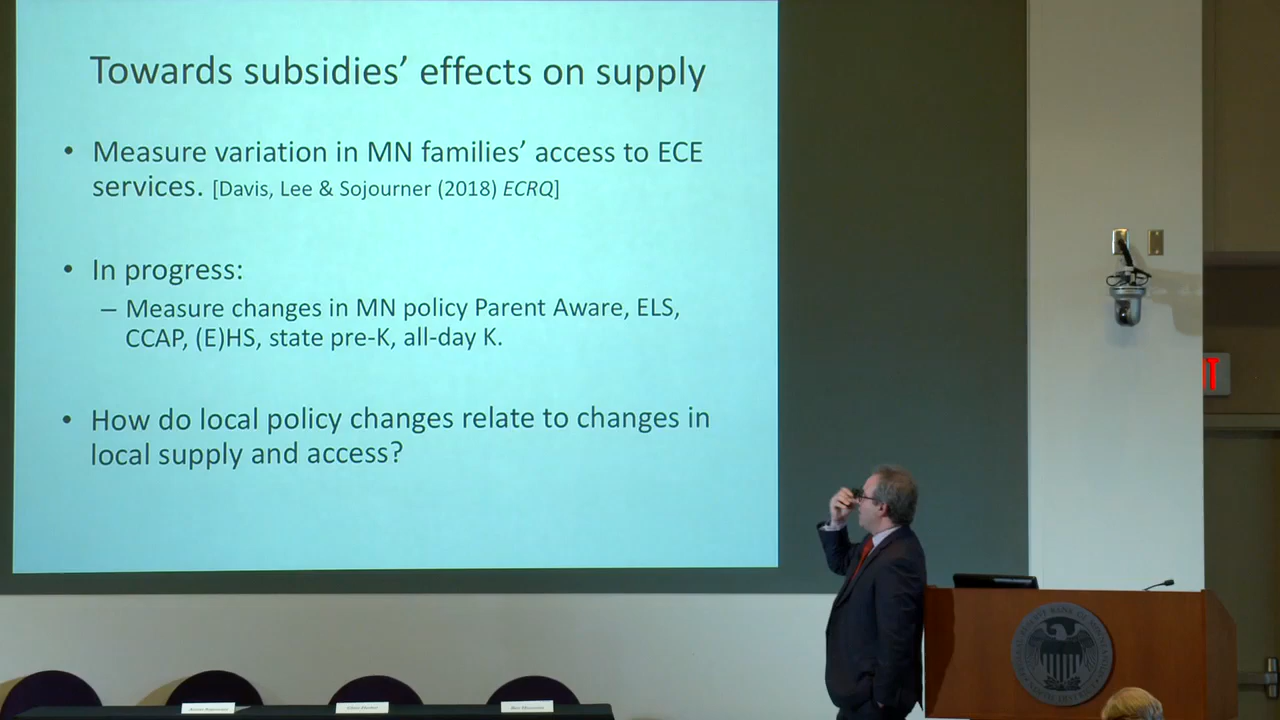 Towards subsidies’ effects on supply
• Measure variation in MN families’ access to ECE
services. [Davis, Lee & Sojourner (2018) ECRQ]
• In progress:
– Measure changes in MN policy Parent Aware, ELS,
CCAP, (E)HS, state pre-K, all-day K.
• How do local policy changes relate to changes in
local supply and access?